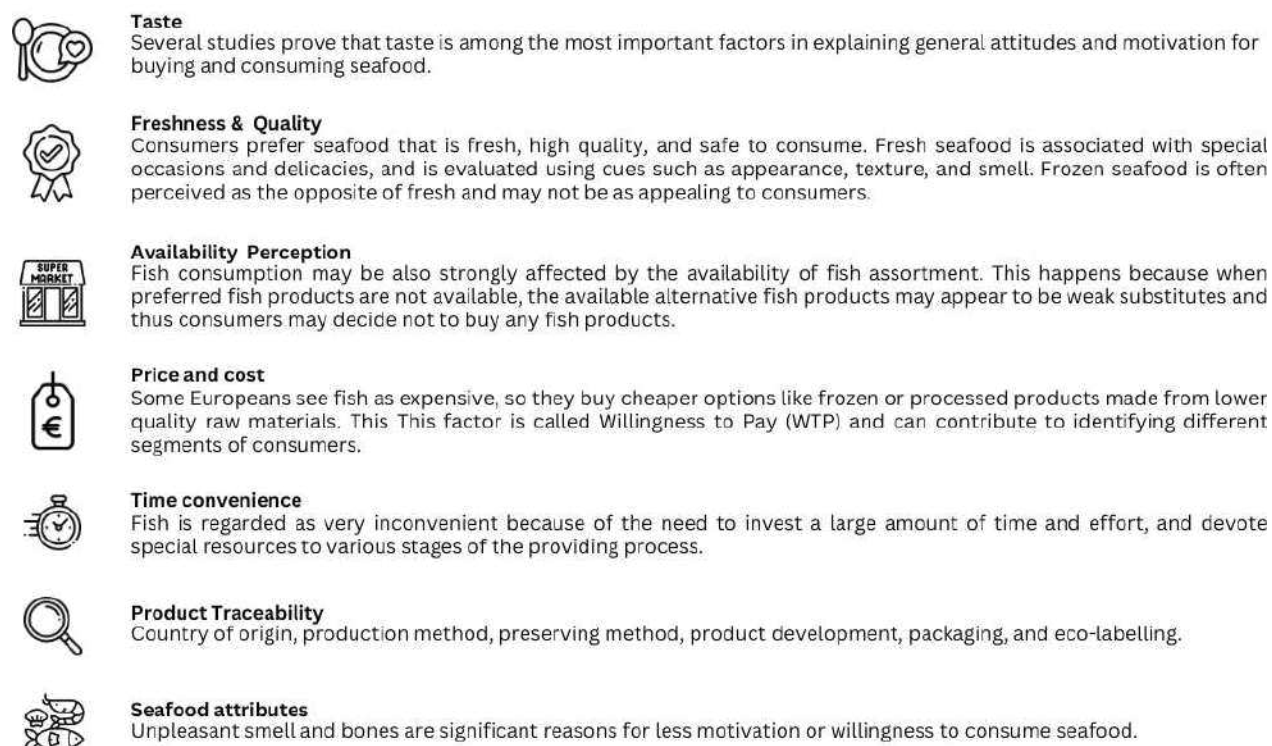 Taste
Several studies prove that taste is among the most important factors in explaining general attitudes and motivation for
buying and consuming seafood.
Freshness & Quality
Consumers prefer seafood that is fresh, high quality, and safe to consume. Fresh seafood is associated with special
occasions and delicacies, and is evaluated using cues such as appearance, texture, and smell. Frozen seafood is often
perceived as the opposite of fresh and may not be as appealing to consumers.
SUPER
MARKET
Availability Perception
Fish consumption may be also strongly affected by the availability of fish assortment. This happens because when
preferred fish products are not available, the available alternative fish products may appear to be weak substitutes and
thus consumers may decide not to buy any fish products.
€
Price and cost
Some Europeans see fish as expensive, so they buy cheaper options like frozen or processed products made from lower
quality raw materials. This This factor is called Willingness to Pay (WTP) and can contribute to identifying different
segments of consumers.
Time convenience
Fish is regarded as very inconvenient because of the need to invest a large amount of time and effort, and devote
special resources to various stages of the providing process.
Product Traceability
Country of origin, production method, preserving method, product development, packaging, and eco-labelling.
Seafood attributes
Unpleasant smell and bones are significant reasons for less motivation or willingness to consume seafood.